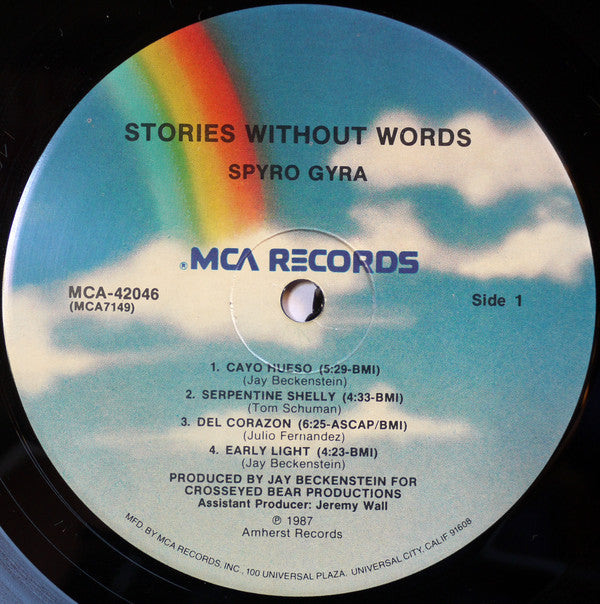 STORIES WITHOUT WORDS
SPYRO GYRA
®MCA RECORDS
MCA-42046
(MCA7149)
Side 1
1. CAYO HUESO (5:29-BMI)
(Jay Beckenstein)
2. SERPENTINE SHELLY (4:33-BMI)
(Tom Schuman)
3. DEL CORAZON (6:25-ASCAP/BMI)
(Julio Fernandez)
4. EARLY LIGHT (4:23-BMI)
(Jay Beckenstein)
PRODUCED BY JAY BECKENSTEIN FOR
CROSSEYED BEAR PRODUCTIONS
Assistant Producer: Jeremy Wall
℗ 1987
Amherst Records
MFD. BY MCA RECORDS, INC., 100 UNIVERSAL PLAZA, UNIVERSAL CITY, CALIF. 91608